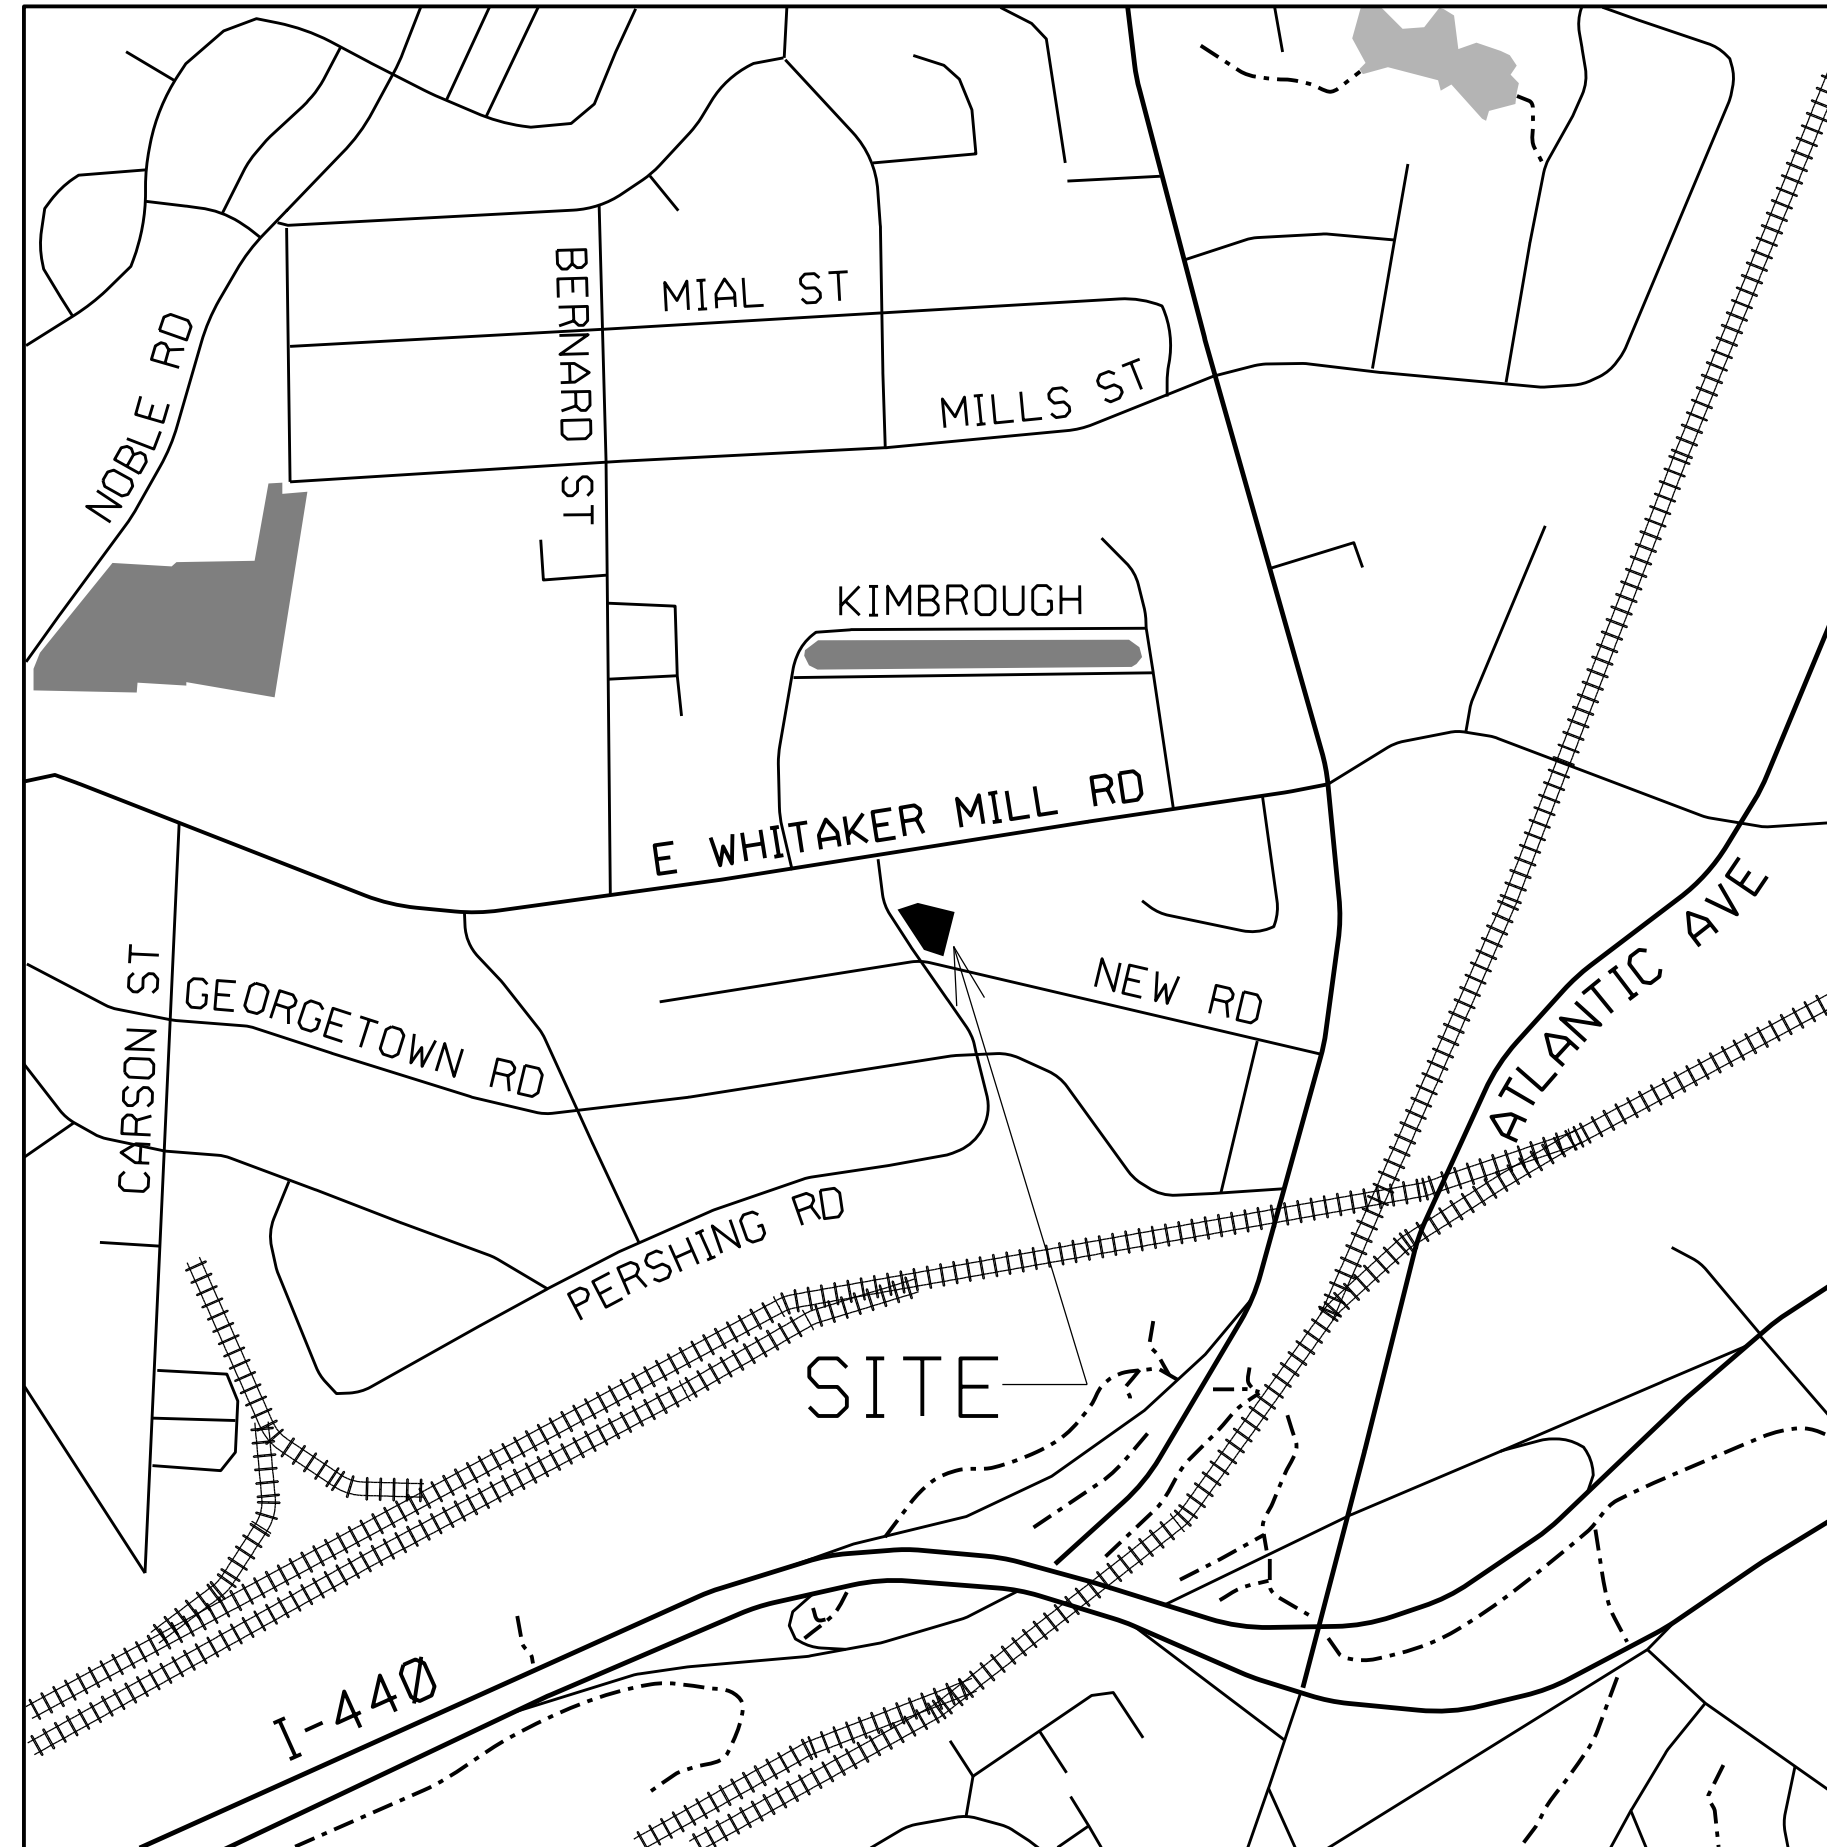 MIAL ST
BERNARD ST
NOBLE RD
MILLS ST
KIMBROUGH
E WHITAKER MILL RD
ATLANTIC AVE
CARSON ST
GEORGETOWN RD
NEW RD
PERSHING RD
SITE
I-440